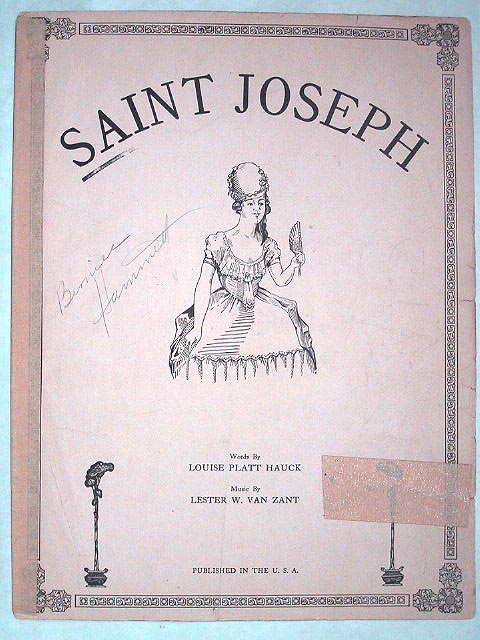 SAINT JOSEPH
Bernice
Hammett
Words By
LOUISE PLATT HAUCK
Music By
LESTER W. VAN ZANT
PUBLISHED IN THE U. S. A.